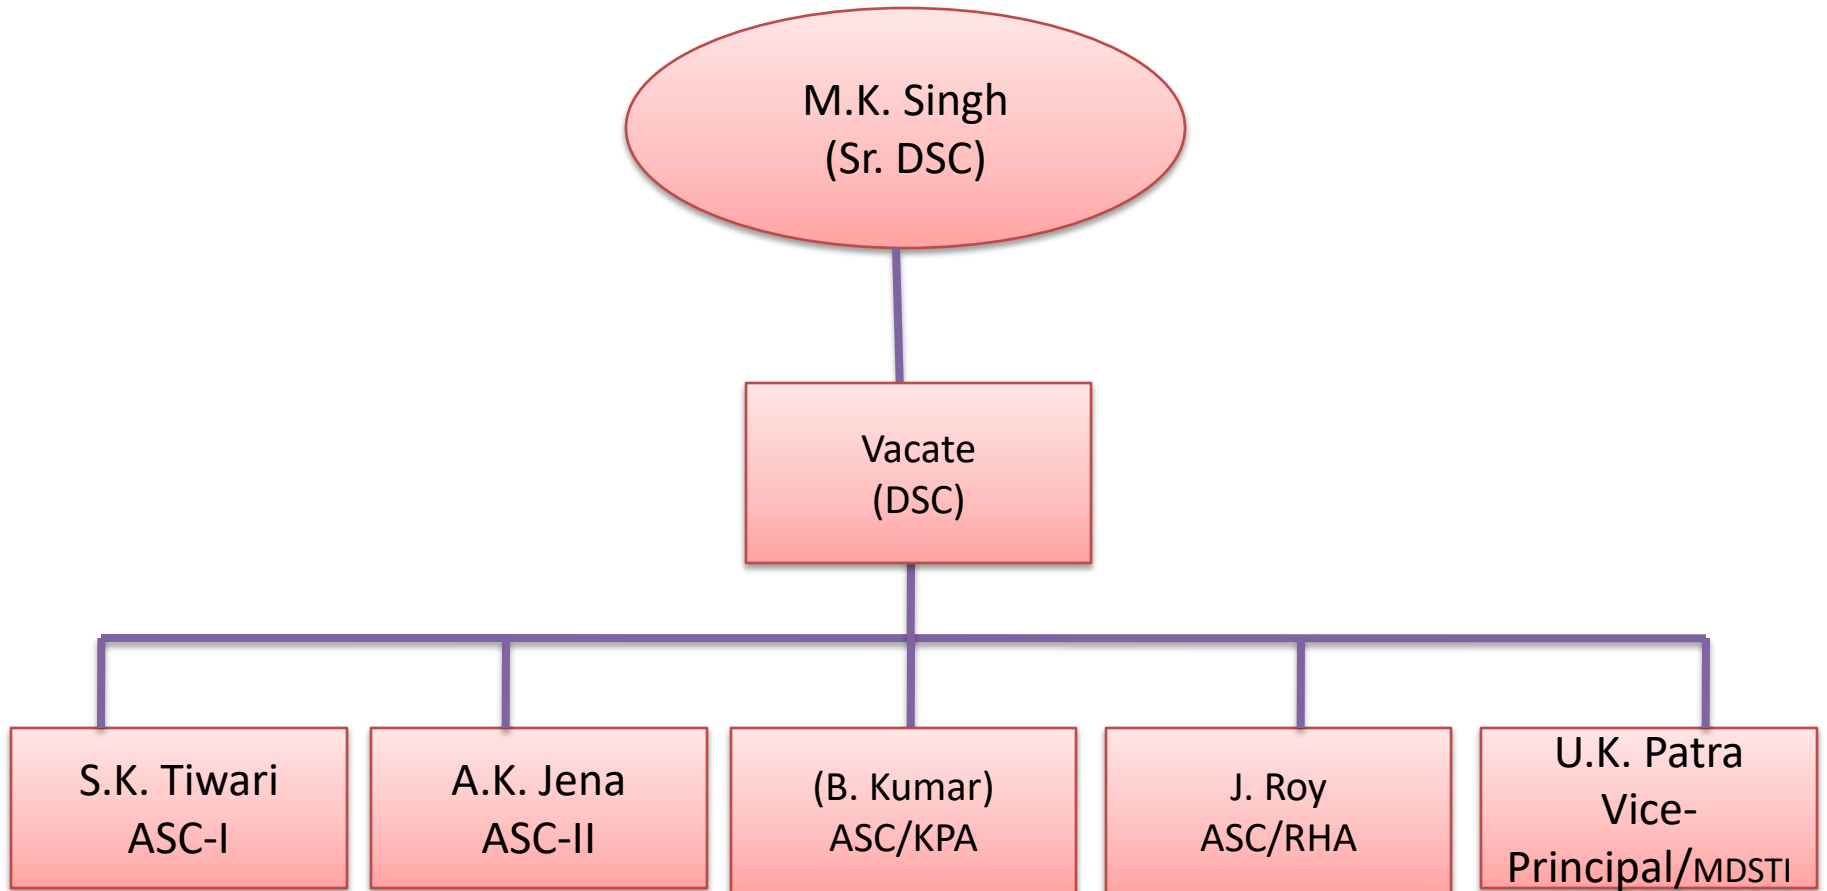 M.K. Singh
(Sr. DSC)
Vacate
(DSC)
S.K. Tiwari
ASC-I
A.K. Jena
ASC-II
(B. Kumar)
ASC/KPA
J. Roy
ASC/RHA
U.K. Patra
Vice-
Principal/MDSTI